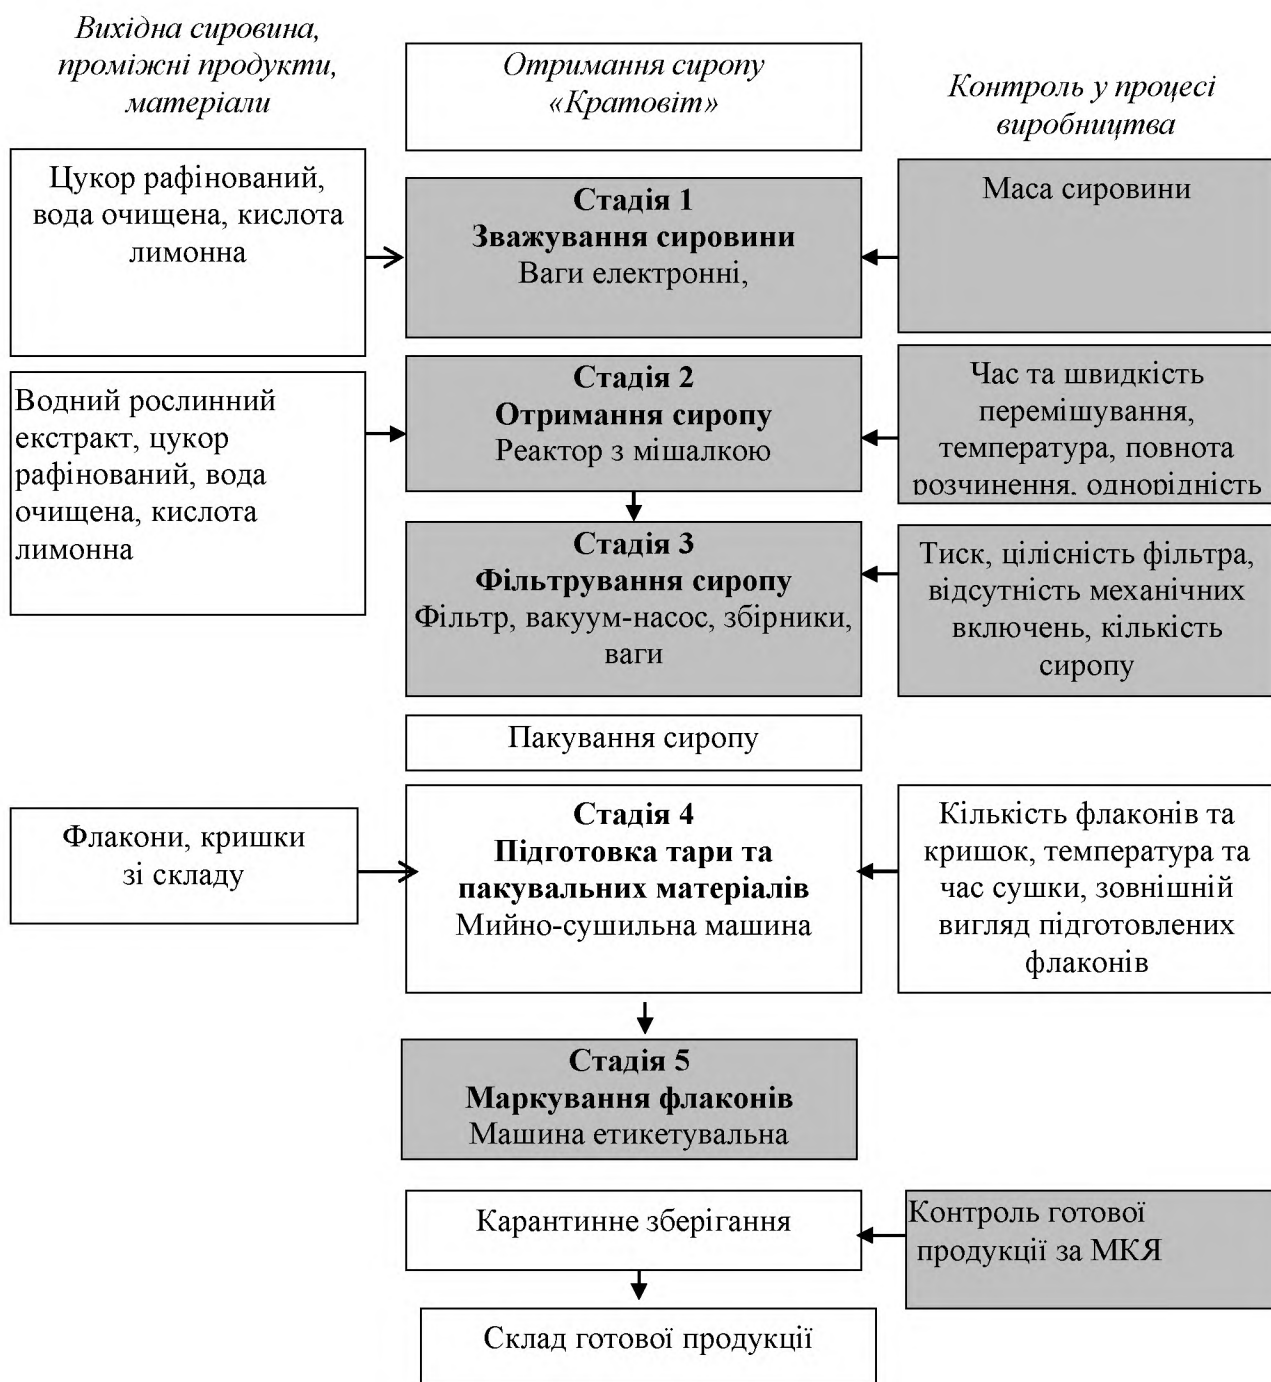 Вихідна сировина,
проміжні продукти,
матеріали
Отримання сиропу
«Кратовіт»
Контроль у процесі
виробництва
Цукор рафінований,
вода очищена, кислота
лимонна
Стадія 1
Зважування сировини
Ваги електронні,
Маса сировини
Водний рослинний
екстракт, цукор
рафінований, вода
очищена, кислота
лимонна
Стадія 2
Отримання сиропу
Реактор з мішалкою
Час та швидкість
перемішування,
температура, повнота
розчинення, однорідність
Стадія 3
Фільтрування сиропу
Фільтр, вакуум-насос, збірники,
ваги
Тиск, цілісність фільтра,
відсутність механічних
включень, кількість
сиропу
Пакування сиропу
Флакони, кришки
зі складу
Стадія 4
Підготовка тари та
пакувальних матеріалів
Мийно-сушильна машина
Кількість флаконів та
кришок, температура та
час сушки, зовнішній
вигляд підготовлених
флаконів
Стадія 5
Маркування флаконів
Машина етикетувальна
Карантинне зберігання
Контроль готової
продукції за МКЯ
Склад готової продукції